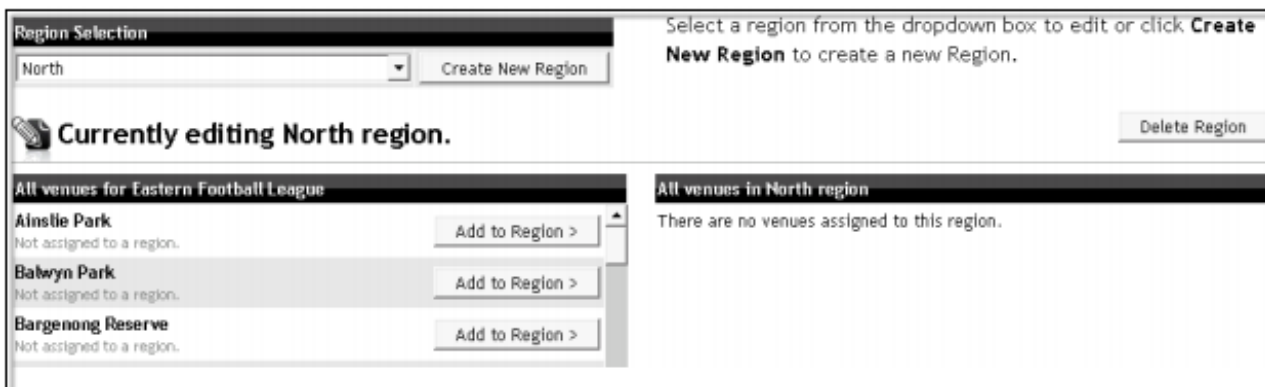 Region Selection
North
Create New Region
Select a region from the dropdown box to edit or click Create
New Region to create a new Region.
Currently editing North region.
Delete Region
All venues for Eastern Football League
Ainslie Park
Not assigned to a region.
Add to Region >
Balwyn Park
Not assigned to a region.
Add to Region >
Bargenong Reserve
Not assigned to a region.
Add to Region >
All venues in North region
There are no venues assigned to this region.